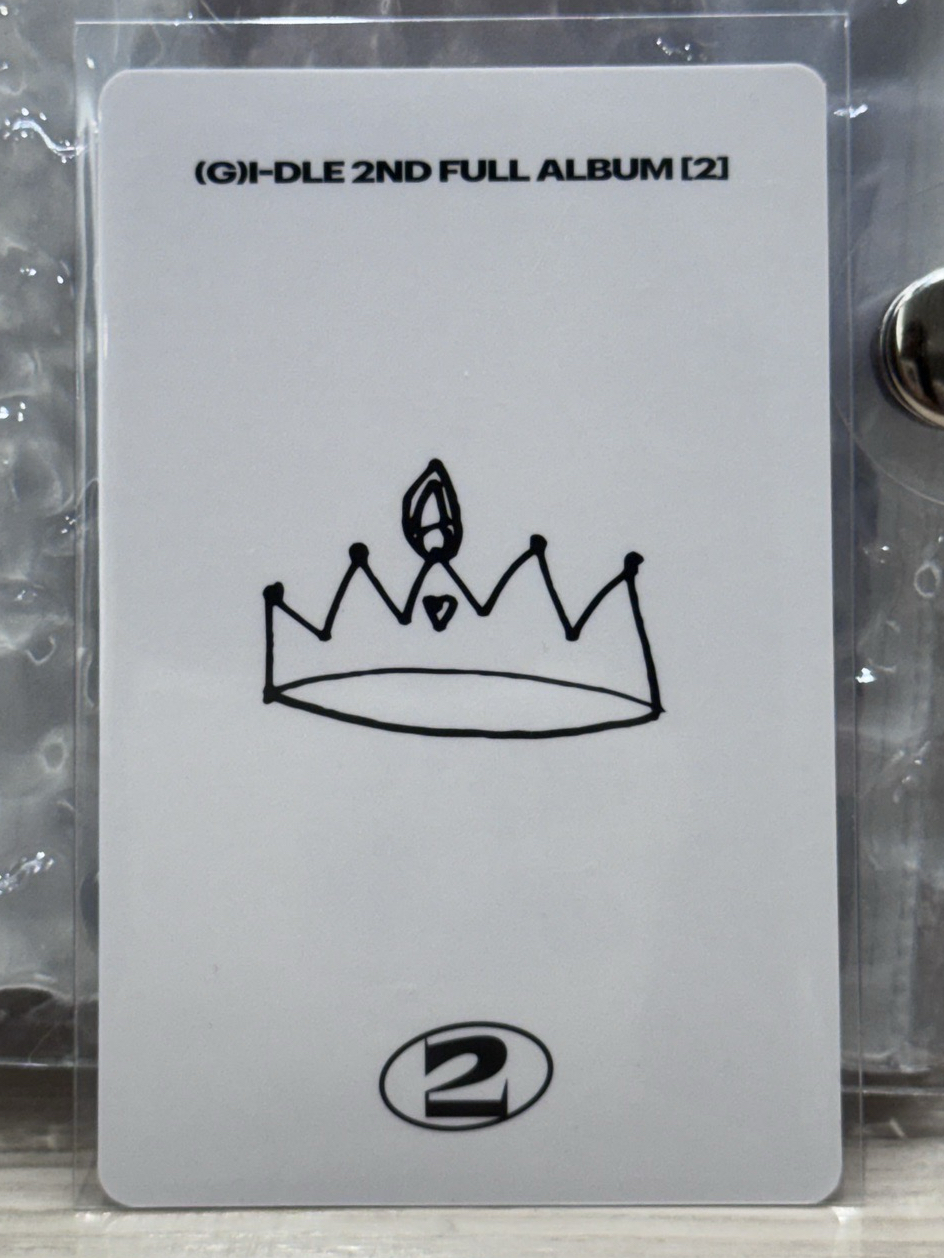 (G)I-DLE 2ND FULL ALBUM [2]
2